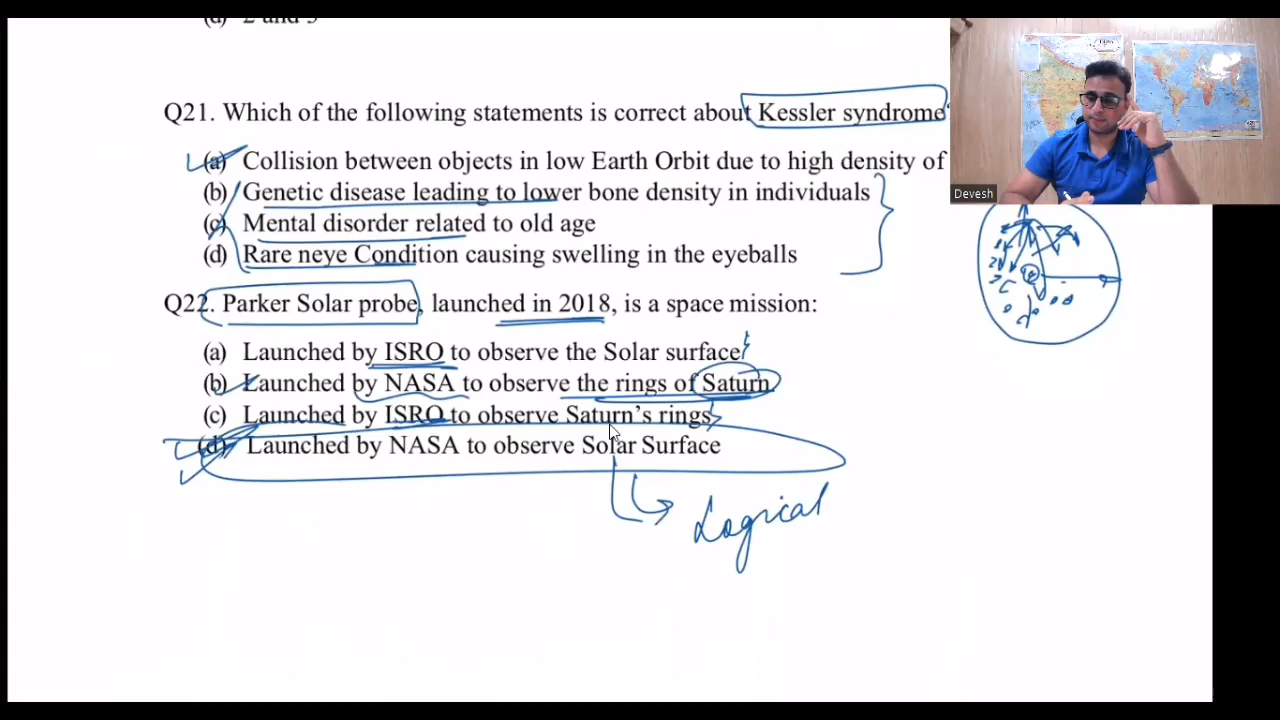 (d) 2 and 3
Q21. Which of the following statements is correct about Kessler syndrome
(a) Collision between objects in low Earth Orbit due to high density of
(b) Genetic disease leading to lower bone density in individuals
(c) Mental disorder related to old age
Devesh
(d) Rare neye Condition causing swelling in the eyeballs
Q22. Parker Solar probe, launched in 2018, is a space mission:
(a) Launched by ISRO to observe the Solar surface
(b) Launched by NASA to observe the rings of Saturn
(c) Launched by ISRO to observe Saturn's rings
(d) Launched by NASA to observe Solar Surface
Logical